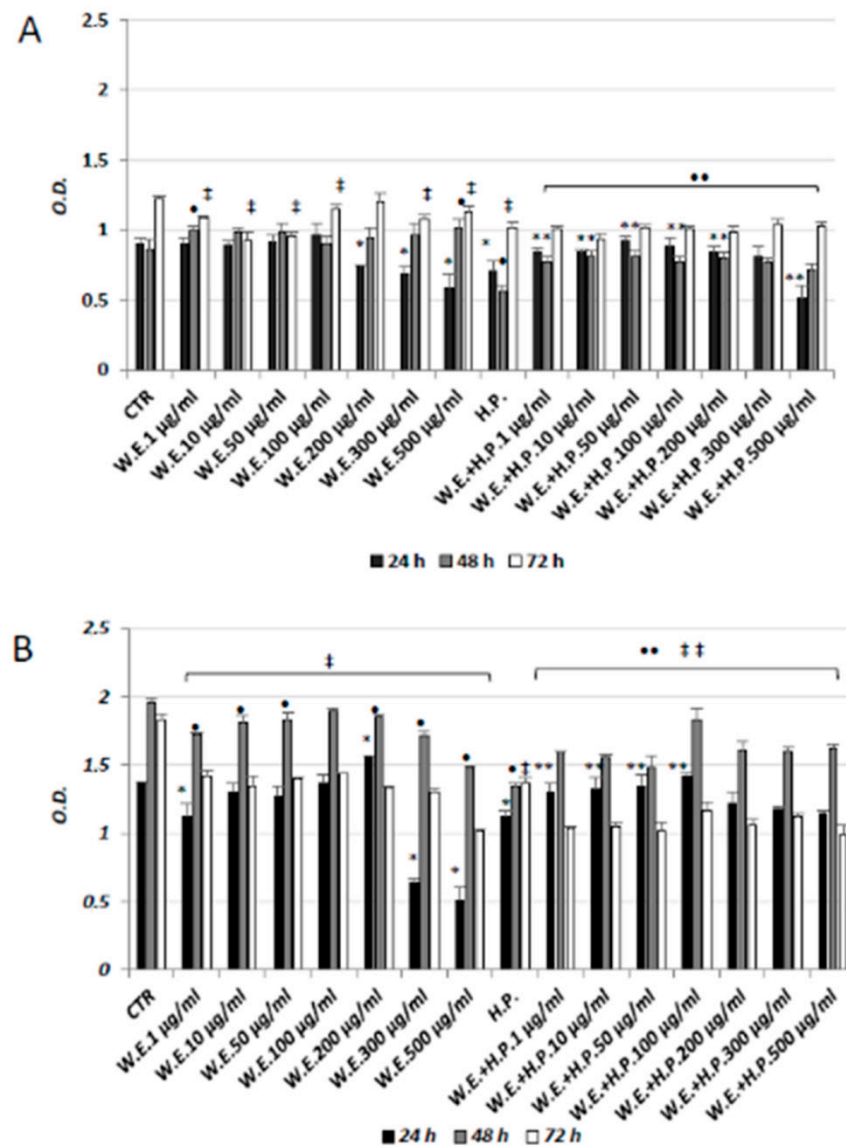 A
2.5
2
1.5
1
0.5
0
O.D.
• ‡
‡
‡
‡
*
* ‡
* • ‡
* • ‡
••
**
**
**
**
**
**
CTR
W.E.1 µg/ml
W.E.10 µg/ml
W.E.50 µg/ml
W.E.100 µg/ml
W.E.200 µg/ml
W.E.300 µg/ml
W.E.500 µg/ml
H.P.
W.E.+H.P.1 µg/ml
W.E.+H.P.10 µg/ml
W.E.+H.P.50 µg/ml
W.E.+H.P.100 µg/ml
W.E.+H.P.200 µg/ml
W.E.+H.P.300 µg/ml
W.E.+H.P.500 µg/ml
24 h 48 h 72 h
B
2.5
2
1.5
1
0.5
0
O.D.
‡
•• ‡ ‡
* •
•
•
* •
* •
* •
* • ‡
**
**
**
**
CTR
W.E.1 µg/ml
W.E.10 µg/ml
W.E.50 µg/ml
W.E.100 µg/ml
W.E.200 µg/ml
W.E.300 µg/ml
W.E.500 µg/ml
H.P.
W.E.+H.P.1 µg/ml
W.E.+H.P.10 µg/ml
W.E.+H.P.50 µg/ml
W.E.+H.P.100 µg/ml
W.E.+H.P.200 µg/ml
W.E.+H.P.300 µg/ml
W.E.+H.P.500 µg/ml
24 h 48 h 72 h